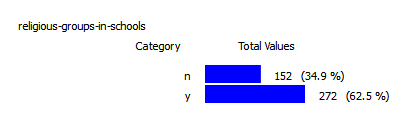 religious-groups-in-schools
Category Total Values
n 152 (34.9 %)
y 272 (62.5 %)